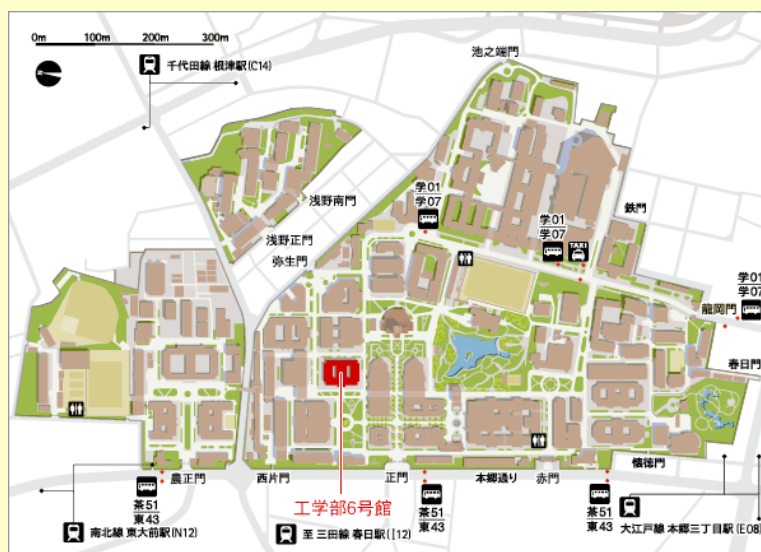 0m 100m 200m 300m
千代田線 根津駅(C14)
池之端門
学01
学07
浅野南門
浅野正門
弥生門
学01
学07
TAXI
鉄門
学01
学07
龍岡門
春日門
懐徳門
農正門
西片門
正門
本郷通り
赤門
工学部6号館
茶51
東43
茶51
東43
茶51
東43
南北線 東大前駅(N12)
至 三田線 春日駅(I12)
大江戸線 本郷三丁目駅(E08)